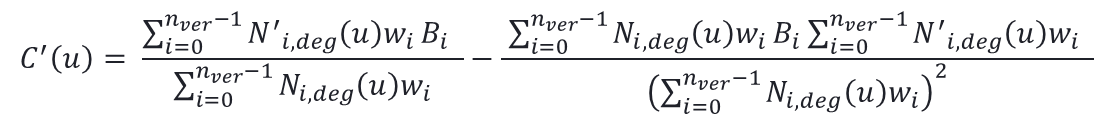 C′(u) = \frac{\sum_{i=0}^{n_{ver}-1} N'_{i,deg}(u) w_i B_i}{\sum_{i=0}^{n_{ver}-1} N_{i,deg}(u) w_i} - \frac{\sum_{i=0}^{n_{ver}-1} N_{i,deg}(u) w_i B_i \sum_{i=0}^{n_{ver}-1} N'_{i,deg}(u) w_i}{\left(\sum_{i=0}^{n_{ver}-1} N_{i,deg}(u) w_i\right)^2}